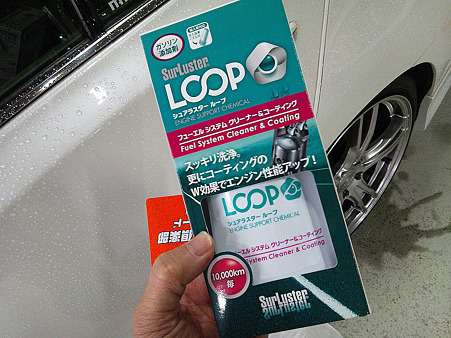 ガソリン
添加剤
SurLuster
LOOP
シュアラスター ループ
ENGINE SUPPORT CHEMICAL
フューエル システム クリーナー&コーティング
Fuel System Cleaner & Coating
スッキリ洗浄。
更にコーティングの
W効果でエンジン性能アップ!
LOOP
シュアラスター ループ
ENGINE SUPPORT CHEMICAL
フューエル システム クリーナー&コーティング
Fuel System Cleaner & Coating
10,000km
毎
SurLuster